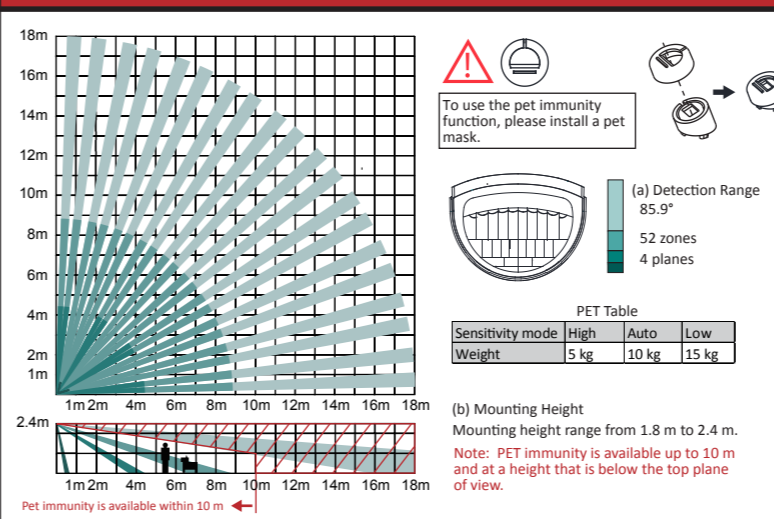 18m
16m
14m
12m
10m
8m
6m
4m
2m
1m
1m 2m 4m 6m 8m 10m 12m 14m 16m 18m
2.4m
1m 2m 4m 6m 8m 10m 12m 14m 16m 18m
Pet immunity is available within 10 m
To use the pet immunity
function, please install a pet
mask.
(a) Detection Range
85.9°
52 zones
4 planes
PET Table
Sensitivity mode High Auto Low
Weight 5 kg 10 kg 15 kg
(b) Mounting Height
Mounting height range from 1.8 m to 2.4 m.
Note: PET immunity is available up to 10 m
and at a height that is below the top plane
of view.